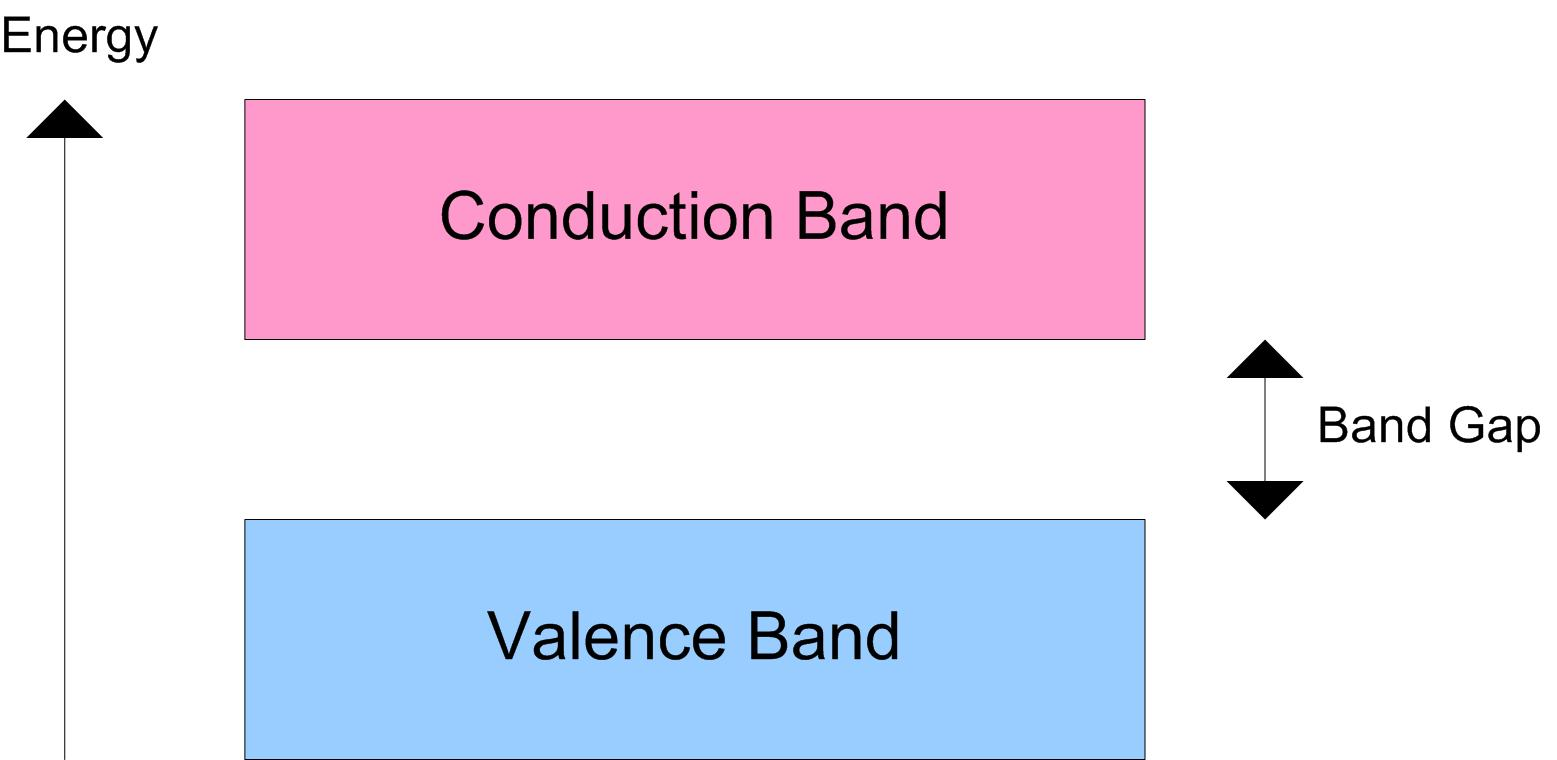 Energy
Conduction Band
Band Gap
Valence Band